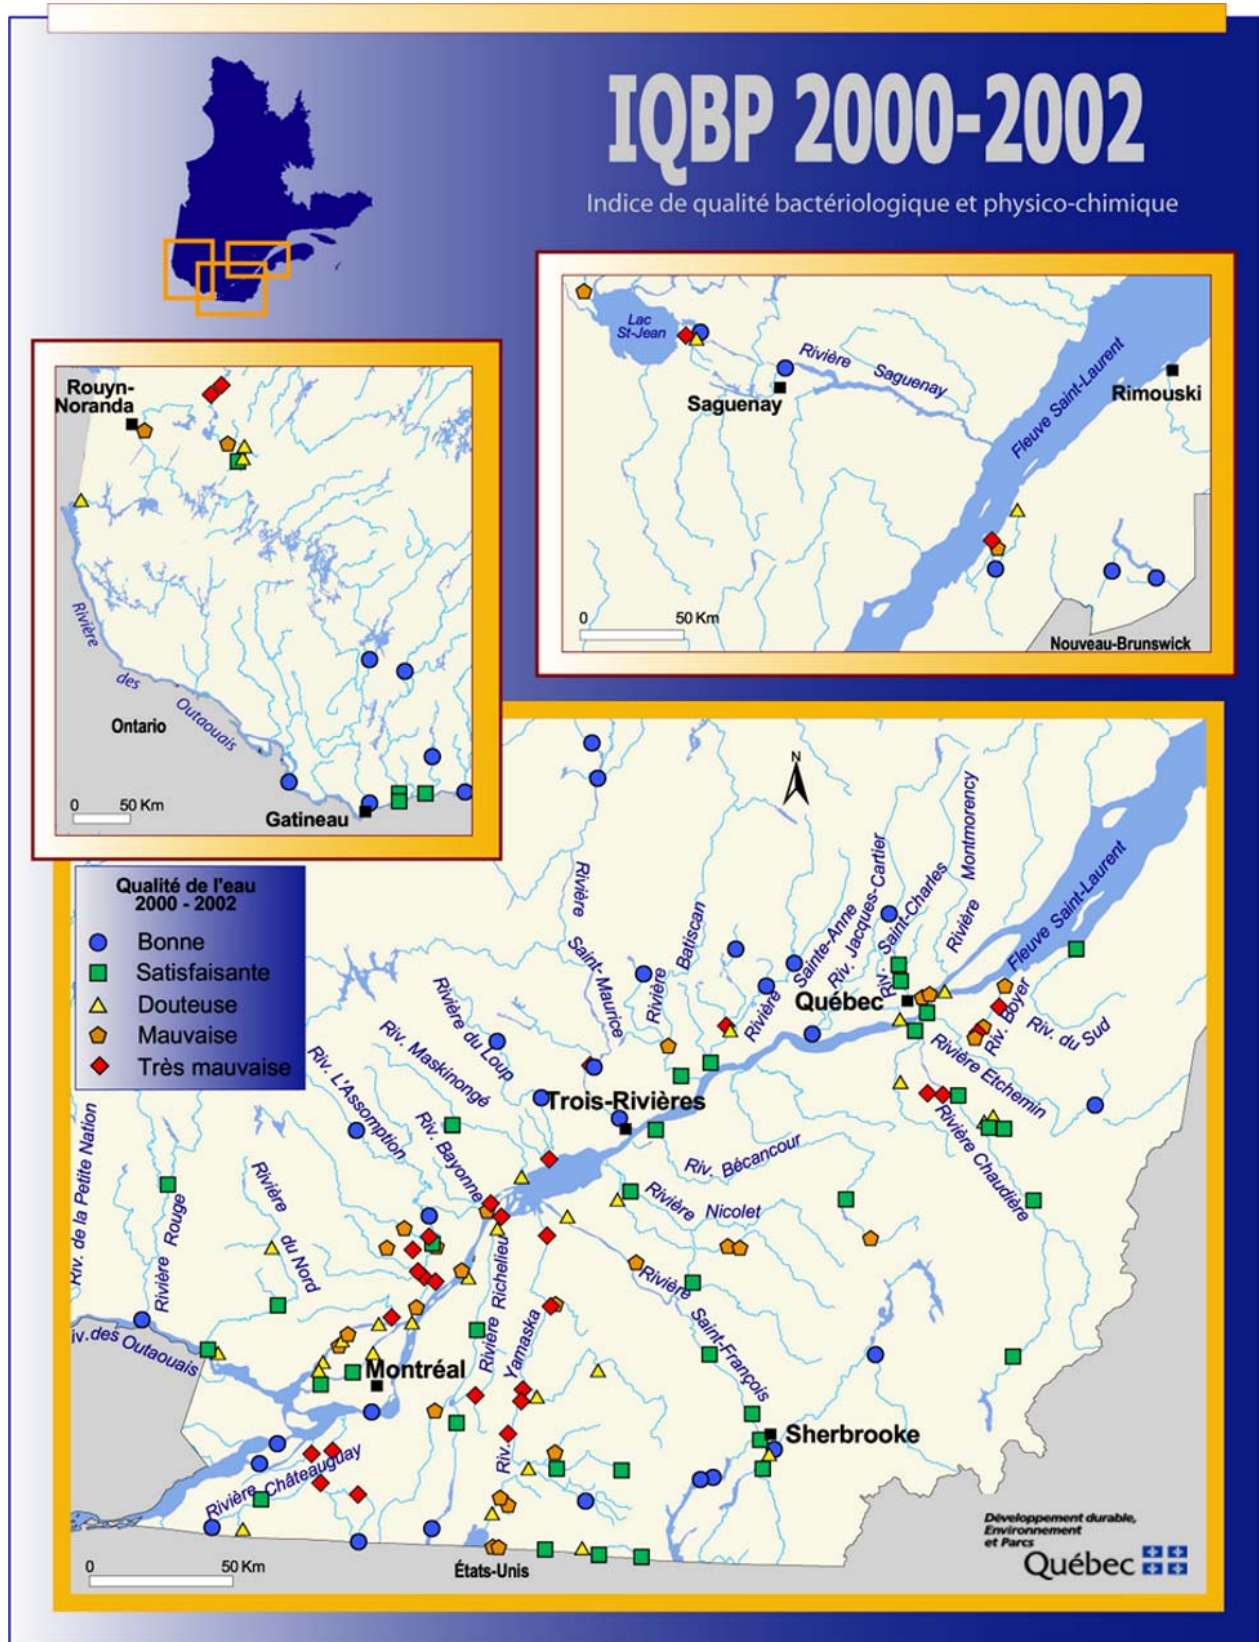 IQBP 2000-2002
Indice de qualité bactériologique et physico-chimique
Lac
St-Jean
Rivière Saguenay
Saguenay
Fleuve Saint-Laurent
Rimouski
0 50 Km
Nouveau-Brunswick
Rouyn-
Noranda
Rivière des Outaouais
Ontario
0 50 Km
Gatineau
Qualité de l'eau
2000 - 2002
Bonne
Satisfaisante
Douteuse
Mauvaise
Très mauvaise
N
Rivière Saint-Maurice
Rivière Batiscan
Rivière Sainte-Anne
Riv. Jacques-Cartier
Riv. Saint-Charles
Rivière Montmorency
Fleuve Saint-Laurent
Québec
Riv. Boyer
Riv. du Sud
Rivière Etchemin
Rivière Chaudière
Rivière du Loup
Riv. Maskinongé
Riv. L'Assomption
Riv. Bayonne
Trois-Rivières
Riv. Bécancour
Rivière Nicolet
Riv. de la Petite Nation
Rivière Rouge
Rivière du Nord
iv.des Outaouais
Rivière Richelieu
Riv. Yamaska
Rivière Saint-François
Montréal
Sherbrooke
Rivière Châteauguay
0 50 Km
États-Unis
Développement durable,
Environnement
et Parcs
Québec